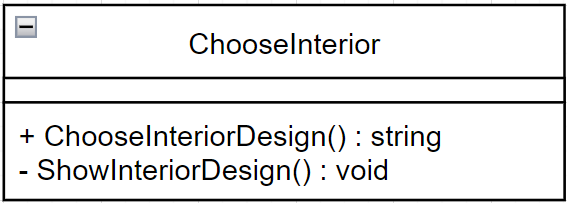 ChooseInterior
+ ChooseInteriorDesign() : string
- ShowInteriorDesign() : void